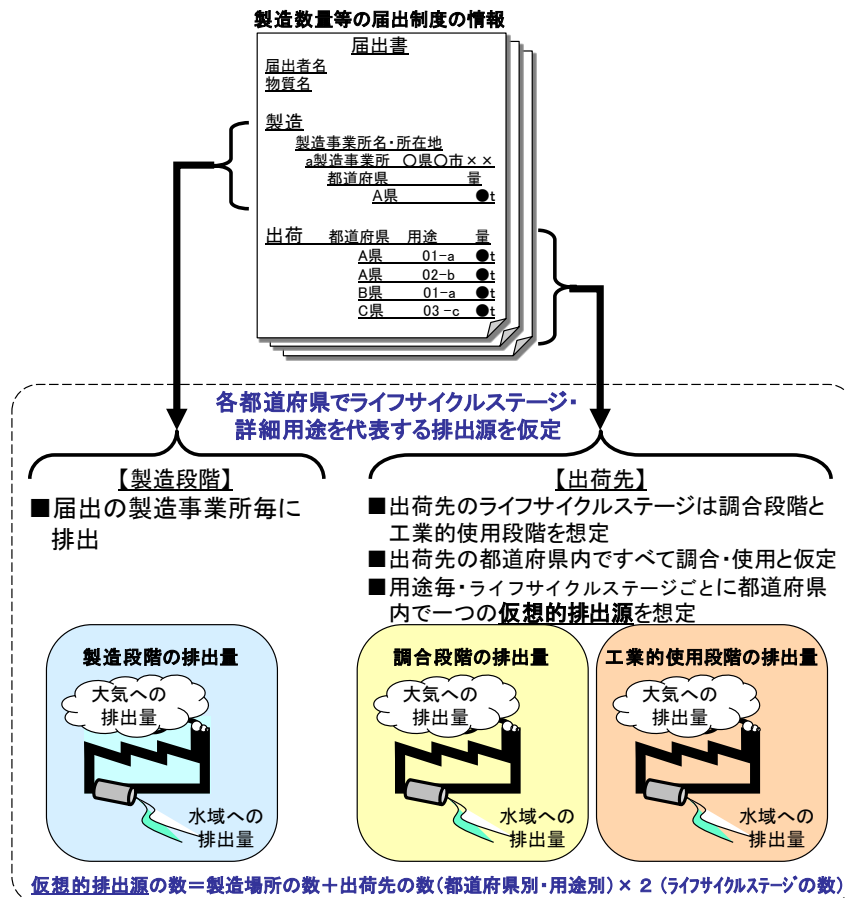 製造数量等の届出制度の情報
届出書
届出者名
物質名
製造
製造事業所名・所在地
a製造事業所 〇県〇市××
都道府県 量
A県 ●t
出荷 都道府県 用途 量
A県 01-a ●t
A県 02-b ●t
B県 01-a ●t
C県 03-c ●t
各都道府県でライフサイクルステージ・
詳細用途を代表する排出源を仮定
【製造段階】
■届出の製造事業所毎に
排出
【出荷先】
■出荷先のライフサイクルステージは調合段階と
工業的使用段階を想定
■出荷先の都道府県内ですべて調合・使用と仮定
■用途毎・ライフサイクルステージごとに都道府県
内で一つの仮想的排出源を想定
製造段階の排出量
大気への
排出量
水域への
排出量
調合段階の排出量
大気への
排出量
水域への
排出量
工業的使用段階の排出量
大気への
排出量
水域への
排出量
仮想的排出源の数＝製造場所の数＋出荷先の数(都道府県別・用途別)×２(ライフサイクルステージの数)